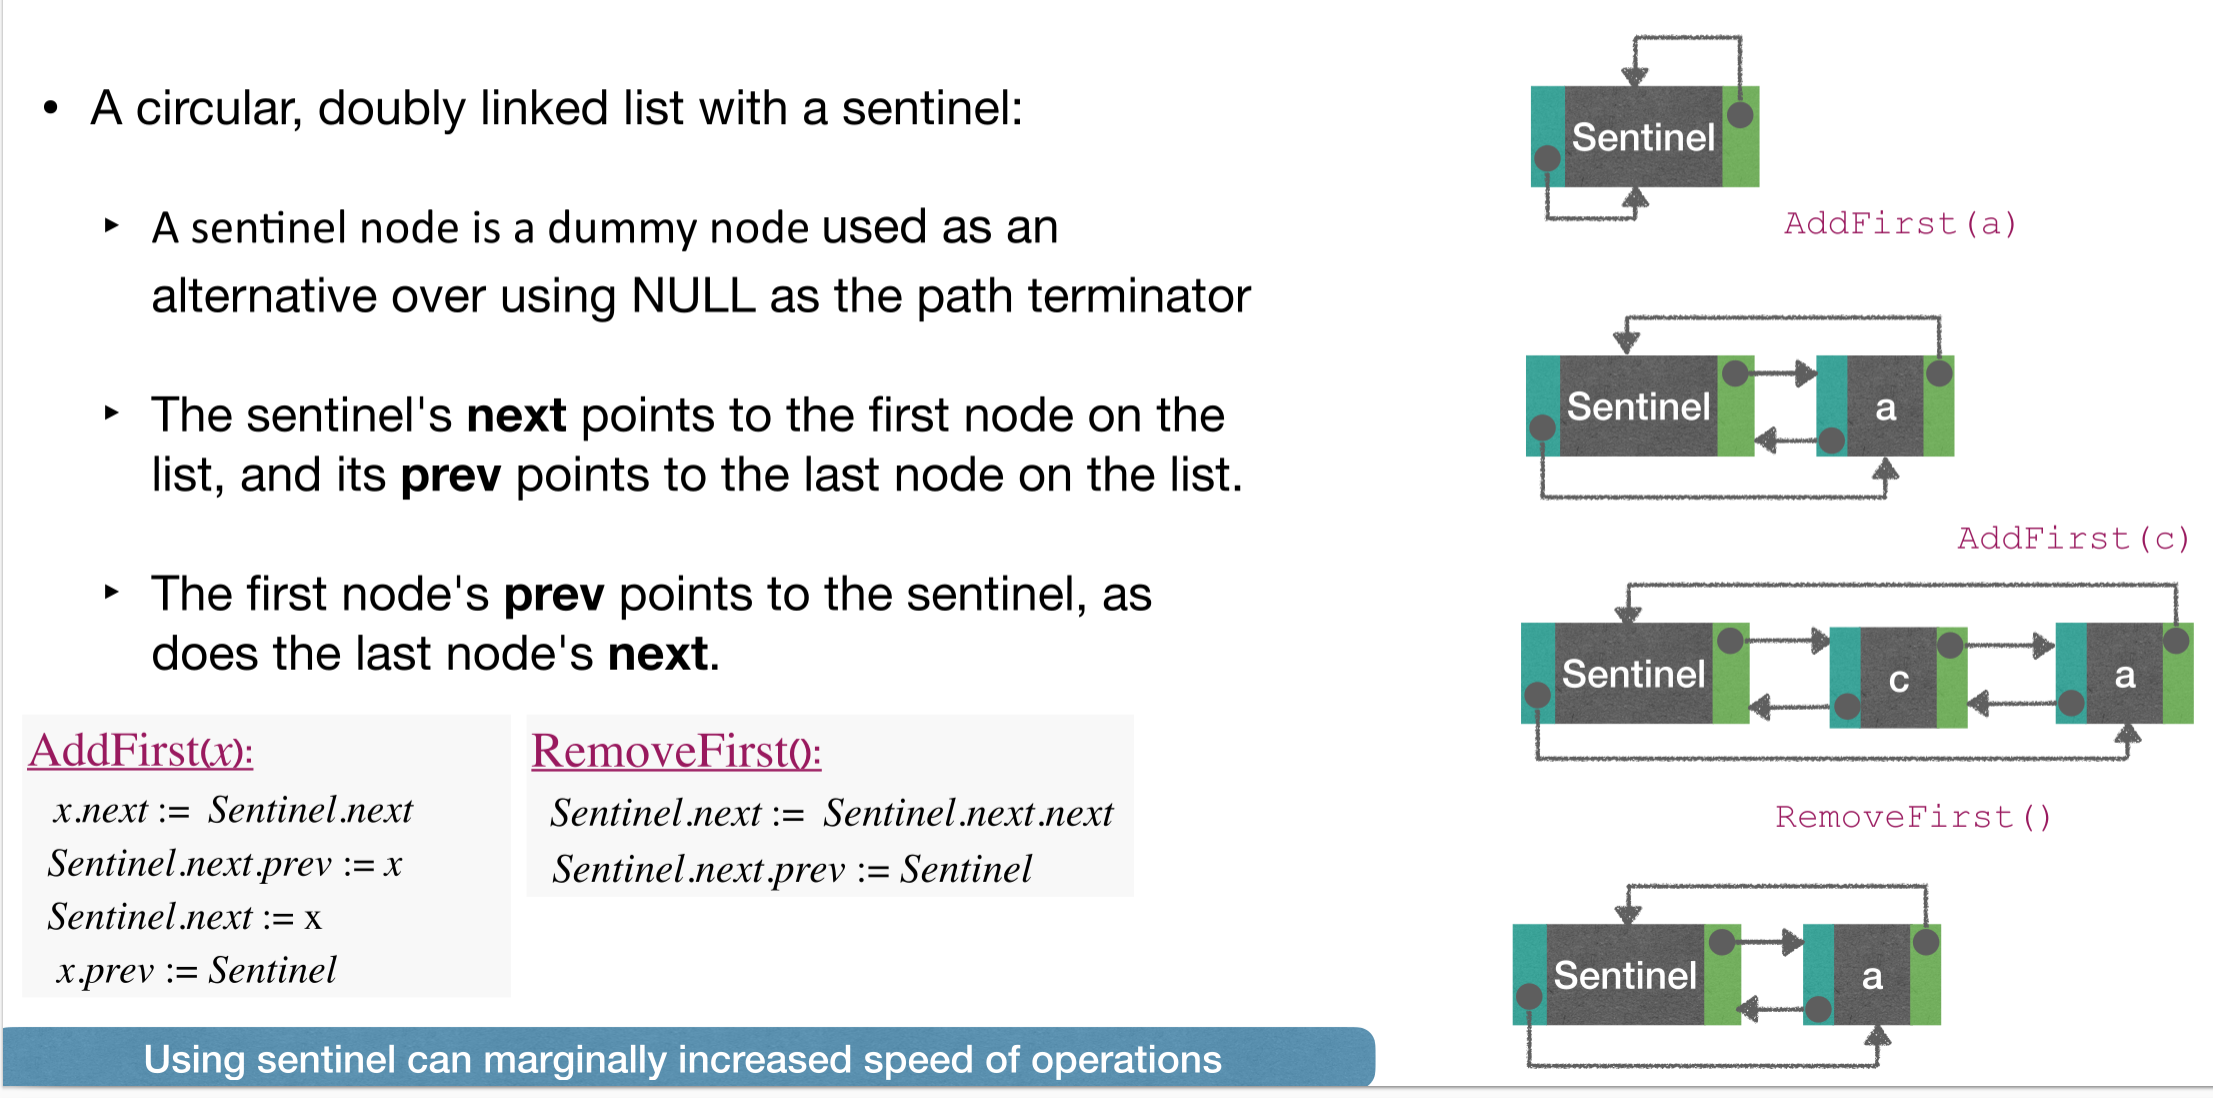 • A circular, doubly linked list with a sentinel:
‣ A sentinel node is a dummy node used as an
alternative over using NULL as the path terminator
‣ The sentinel's next points to the first node on the
list, and its prev points to the last node on the list.
‣ The first node's prev points to the sentinel, as
does the last node's next.
AddFirst(x):
x.next := Sentinel.next
Sentinel.next.prev := x
Sentinel.next := x
x.prev := Sentinel
RemoveFirst():
Sentinel.next := Sentinel.next.next
Sentinel.next.prev := Sentinel
Using sentinel can marginally increased speed of operations
Sentinel
AddFirst(a)
Sentinel a
AddFirst(c)
Sentinel c a
RemoveFirst()
Sentinel a